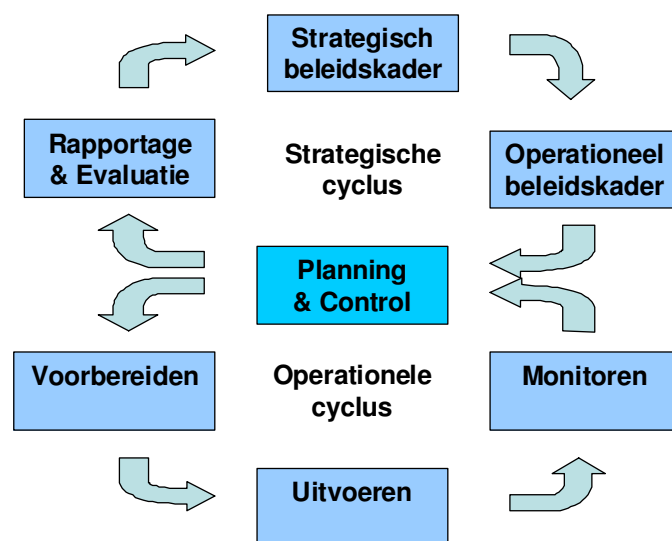 Strategisch
beleidskader
Rapportage
& Evaluatie
Strategische
cyclus
Operationeel
beleidskader
Planning
& Control
Voorbereiden
Operationele
cyclus
Monitoren
Uitvoeren